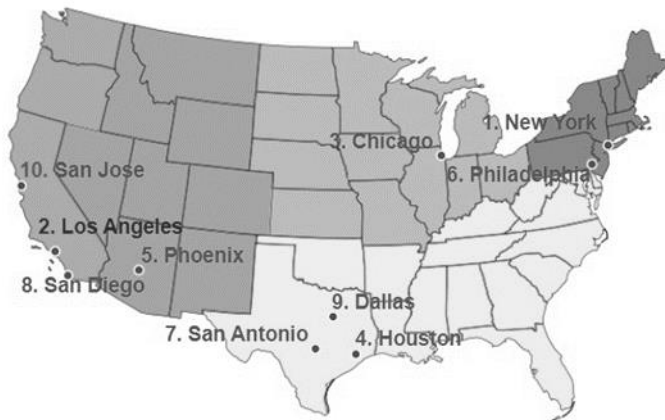 1. New York
3. Chicago
10. San Jose
6. Philadelphia
2. Los Angeles
5. Phoenix
8. San Diego
9. Dallas
7. San Antonio
4. Houston